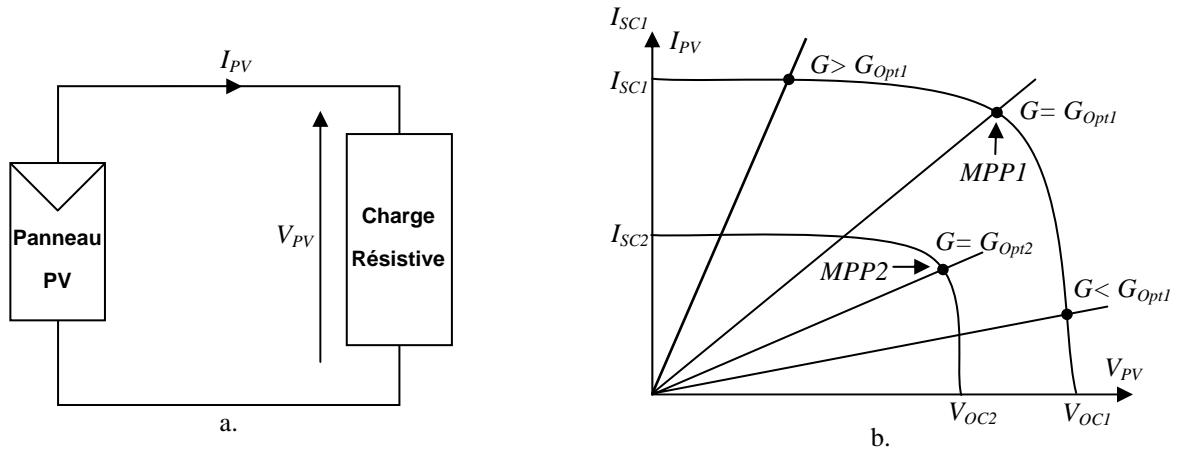 I_PV
Panneau
PV
V_PV
Charge
Résistive
a.
I_SC1
I_PV
I_SC1
G> G_Opt1
G= G_Opt1
MPP1
I_SC2
G= G_Opt2
MPP2
G< G_Opt1
V_PV
V_OC2
V_OC1
b.